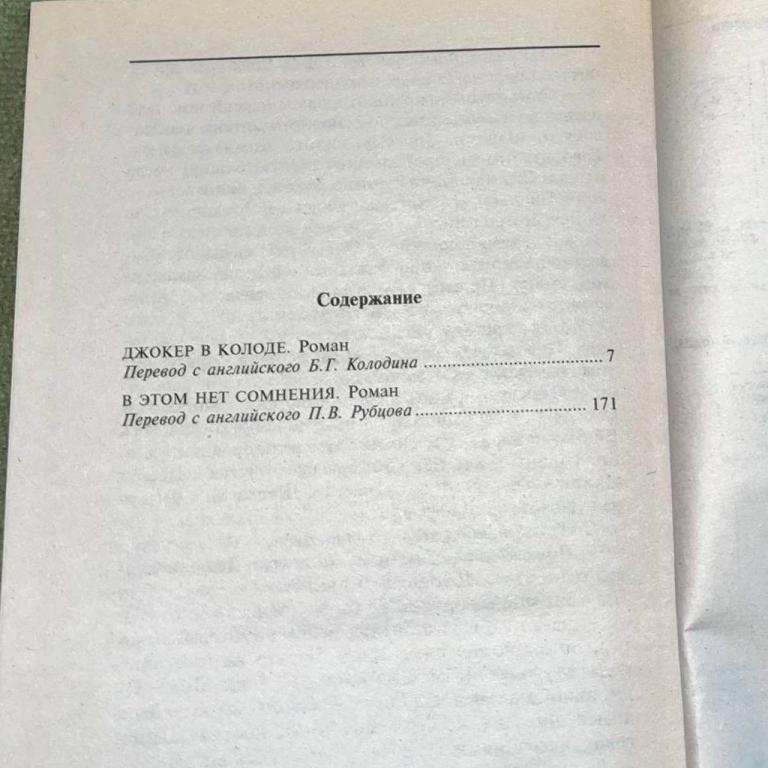 Содержание
ДЖОКЕР В КОЛОДЕ. Роман
Перевод с английского Б.Г. Колодина ........................................ 7
В ЭТОМ НЕТ СОМНЕНИЯ. Роман
Перевод с английского П.В. Рубцова ...................................... 171